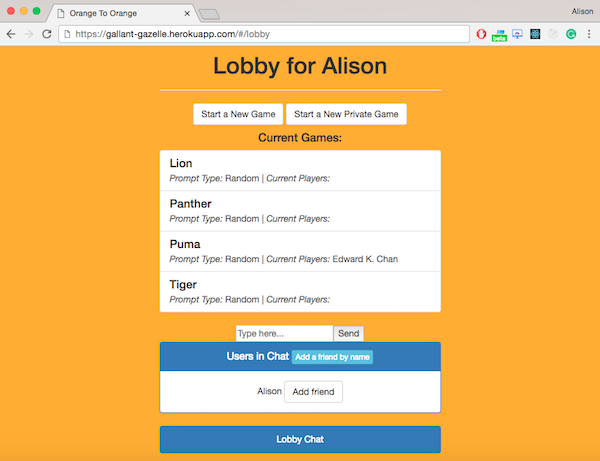 Orange To Orange
Alison
https://gallant-gazelle.herokuapp.com/#/lobby
beta
Lobby for Alison
Start a New Game Start a New Private Game
Current Games:
Lion
Prompt Type: Random | Current Players:
Panther
Prompt Type: Random | Current Players:
Puma
Prompt Type: Random | Current Players: Edward K. Chan
Tiger
Prompt Type: Random | Current Players:
Type here... Send
Users in Chat Add a friend by name
Alison Add friend
Lobby Chat